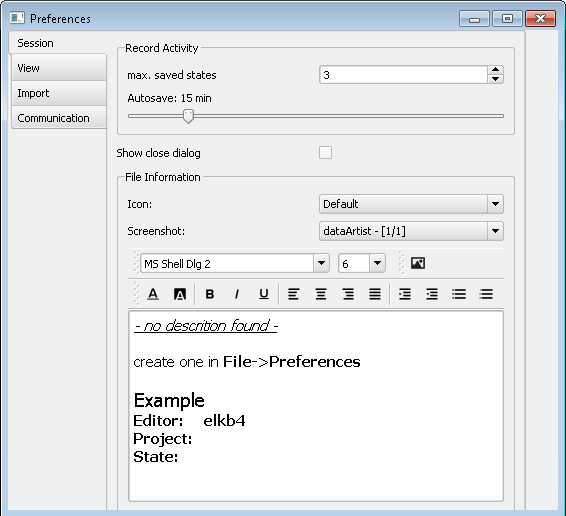 Preferences
Session
View
Import
Communication
Record Activity
max. saved states
3
Autosave: 15 min
Show close dialog
File Information
Icon:
Default
Screenshot:
dataArtist - [1/1]
MS Shell Dlg 2
6
A A B I U
- no descrition found -
create one in File->Preferences
Example
Editor: elkb4
Project:
State: